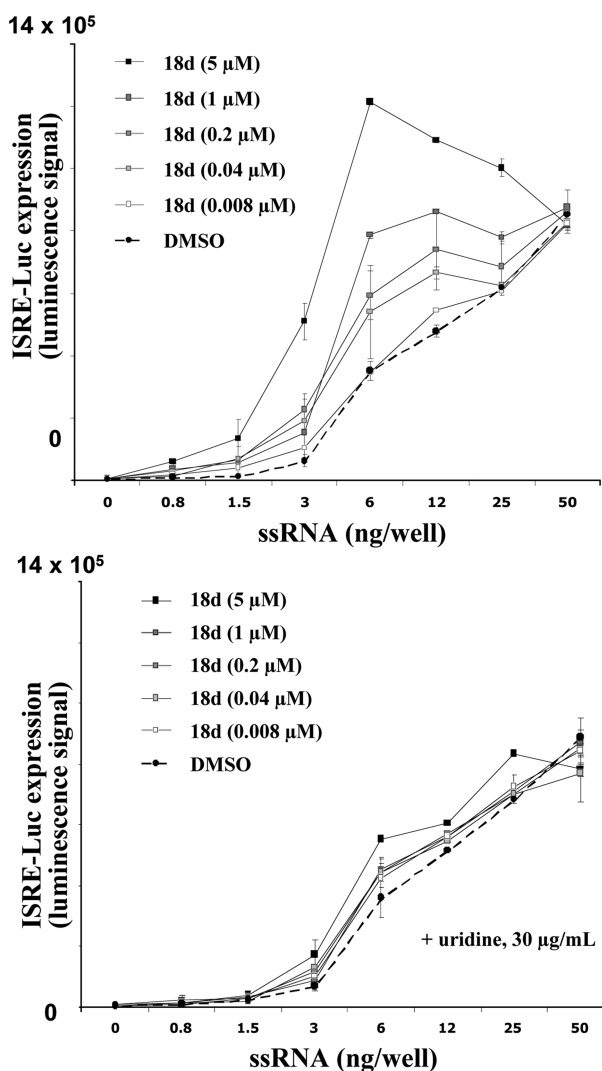 14 x 10⁵
18d (5 µM)
18d (1 µM)
18d (0.2 µM)
18d (0.04 µM)
18d (0.008 µM)
DMSO
ISRE-Luc expression
(luminescence signal)
0
0 0.8 1.5 3 6 12 25 50
ssRNA (ng/well)
14 x 10⁵
18d (5 µM)
18d (1 µM)
18d (0.2 µM)
18d (0.04 µM)
18d (0.008 µM)
DMSO
ISRE-Luc expression
(luminescence signal)
+ uridine, 30 µg/mL
0
0 0.8 1.5 3 6 12 25 50
ssRNA (ng/well)